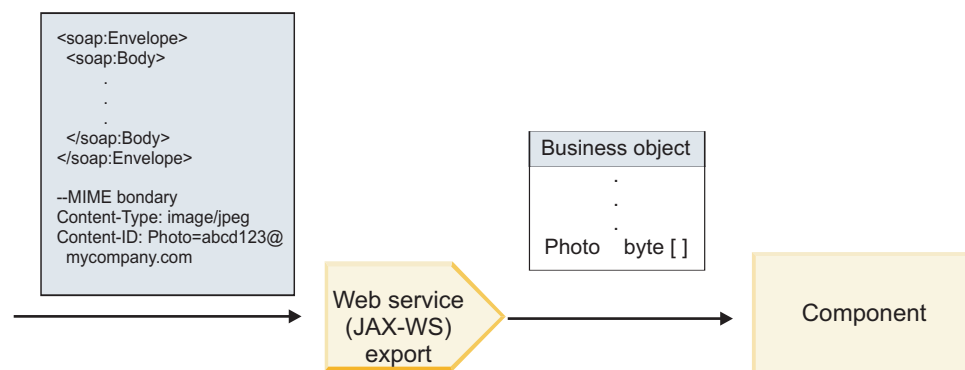 <soap:Envelope>
<soap:Body>
.
.
.
</soap:Body>
</soap:Envelope>
--MIME bondary
Content-Type: image/jpeg
Content-ID: Photo=abcd123@
mycompany.com
Web service
(JAX-WS)
export
Business object
.
.
.
Photo byte [ ]
Component